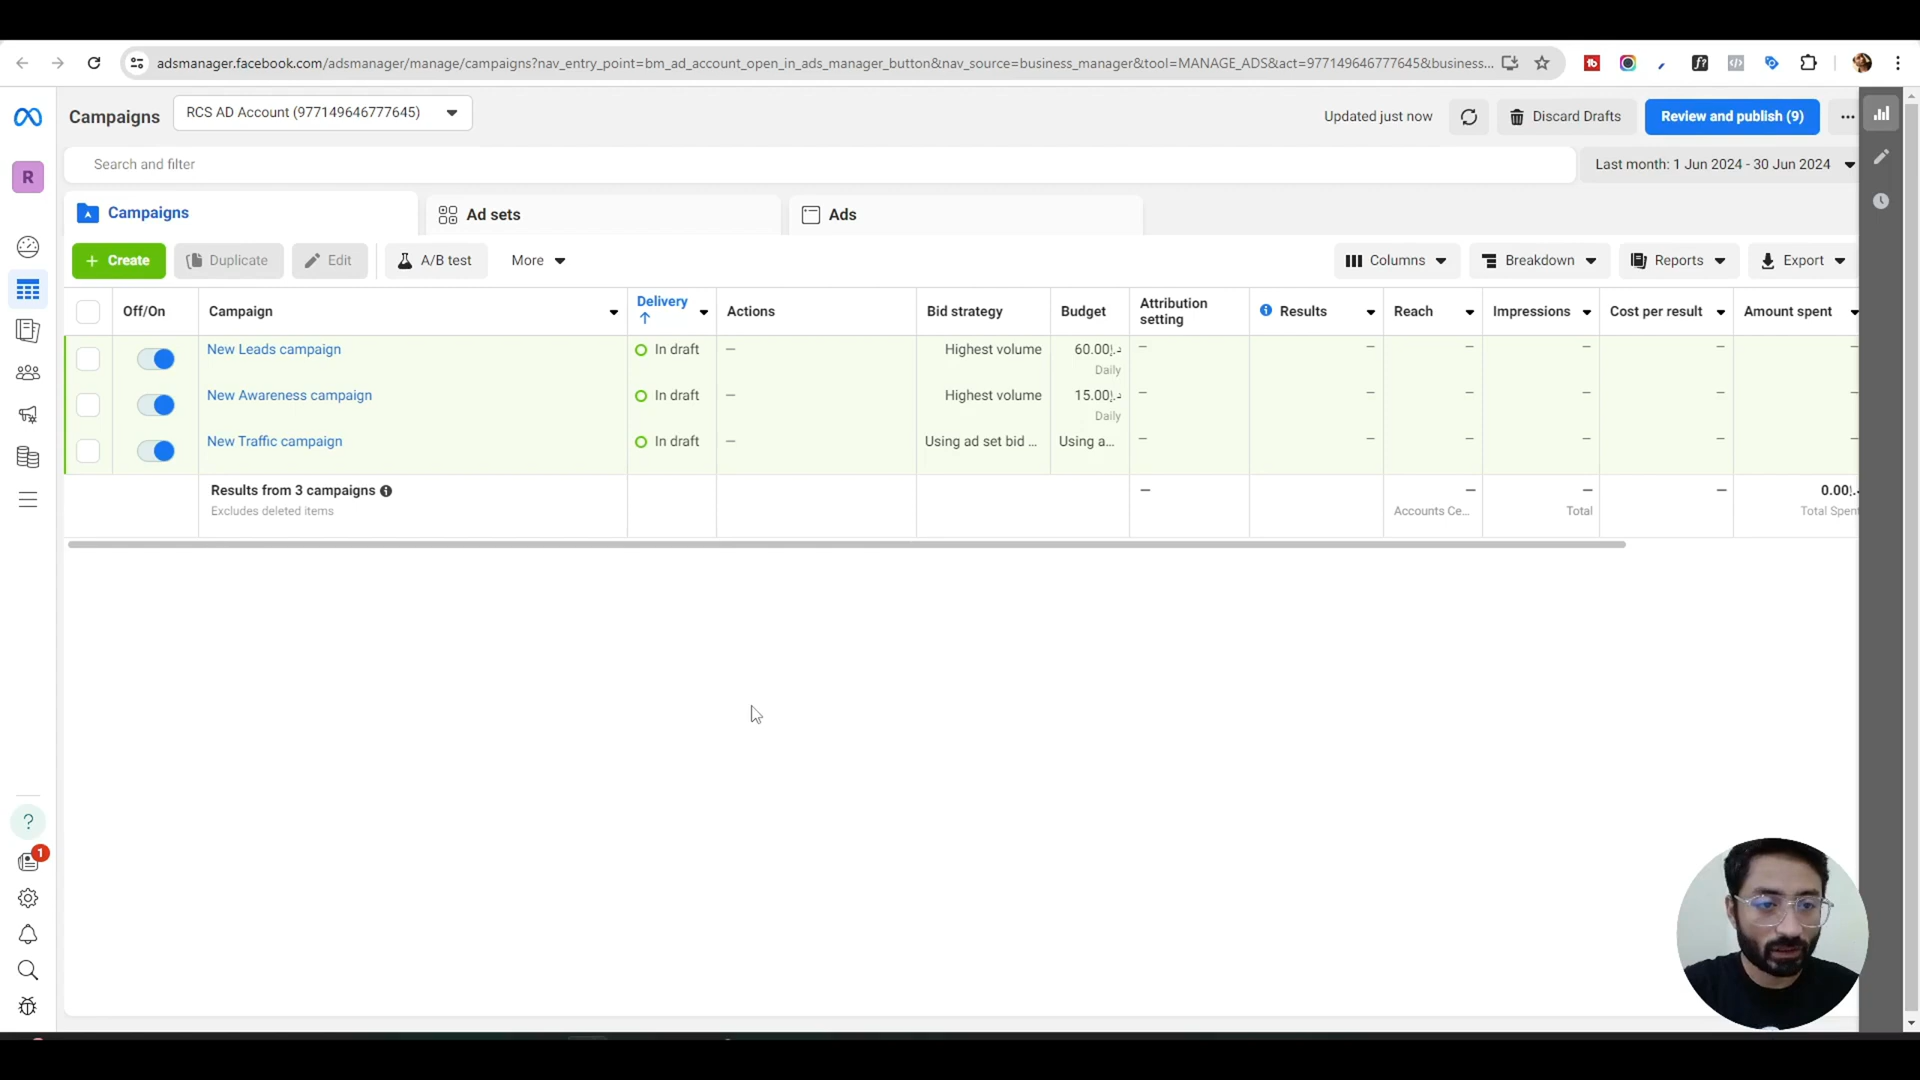 adsmanager.facebook.com/adsmanager/manage/campaigns?nav_entry_point=bm_ad_account_open_in_ads_manager_button&nav_source=business_manager&tool=MANAGE_ADS&act=977149646777645&business...
Campaigns
RCS AD Account (977149646777645)
Updated just now
Discard Drafts
Review and publish (9)
R
Search and filter
Last month: 1 Jun 2024 - 30 Jun 2024
Campaigns
Ad sets
Ads
+ Create
Duplicate
Edit
A/B test
More
Columns
Breakdown
Reports
Export
Off/On
Campaign
Delivery ↑
Actions
Bid strategy
Budget
Attribution setting
Results
Reach
Impressions
Cost per result
Amount spent
New Leads campaign
In draft
—
Highest volume
60.00د.إ.
Daily
—
—
—
—
—
—
New Awareness campaign
In draft
—
Highest volume
15.00د.إ.
Daily
—
—
—
—
—
—
New Traffic campaign
In draft
—
Using ad set bid ...
Using a...
—
—
—
—
—
—
Results from 3 campaigns
Excludes deleted items
—
—
Accounts Ce...
—
Total
—
0.00
Total Spent
?
1